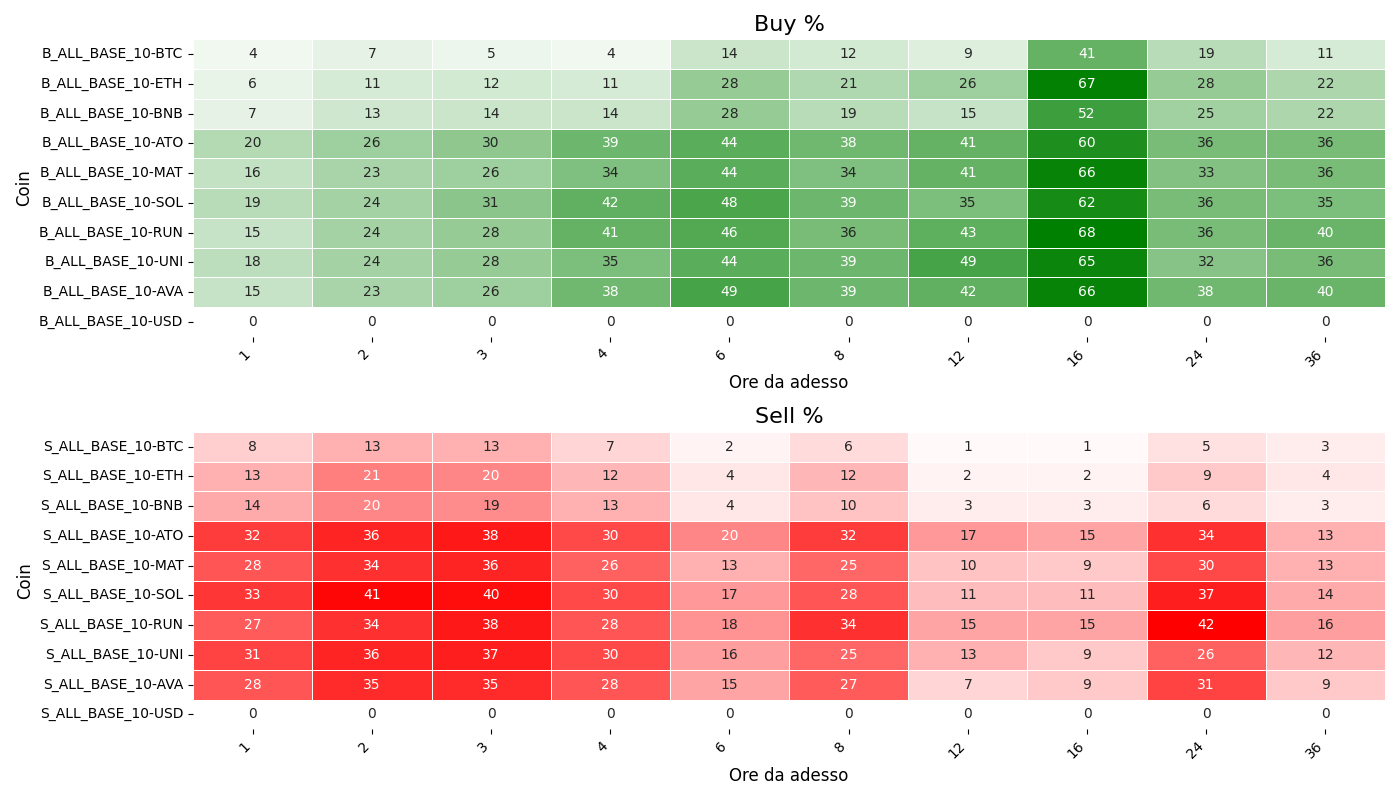 Buy %
Coin
B_ALL_BASE_10-BTC 4 7 5 4 14 12 9 41 19 11
B_ALL_BASE_10-ETH 6 11 12 11 28 21 26 67 28 22
B_ALL_BASE_10-BNB 7 13 14 14 28 19 15 52 25 22
B_ALL_BASE_10-ATO 20 26 30 39 44 38 41 60 36 36
B_ALL_BASE_10-MAT 16 23 26 34 44 34 41 66 33 36
B_ALL_BASE_10-SOL 19 24 31 42 48 39 35 62 36 35
B_ALL_BASE_10-RUN 15 24 28 41 46 36 43 68 36 40
B_ALL_BASE_10-UNI 18 24 28 35 44 39 49 65 32 36
B_ALL_BASE_10-AVA 15 23 26 38 49 39 42 66 38 40
B_ALL_BASE_10-USD 0 0 0 0 0 0 0 0 0 0
1 2 3 4 6 8 12 16 24 36
Ore da adesso
Sell %
Coin
S_ALL_BASE_10-BTC 8 13 13 7 2 6 1 1 5 3
S_ALL_BASE_10-ETH 13 21 20 12 4 12 2 2 9 4
S_ALL_BASE_10-BNB 14 20 19 13 4 10 3 3 6 3
S_ALL_BASE_10-ATO 32 36 38 30 20 32 17 15 34 13
S_ALL_BASE_10-MAT 28 34 36 26 13 25 10 9 30 13
S_ALL_BASE_10-SOL 33 41 40 30 17 28 11 11 37 14
S_ALL_BASE_10-RUN 27 34 38 28 18 34 15 15 42 16
S_ALL_BASE_10-UNI 31 36 37 30 16 25 13 9 26 12
S_ALL_BASE_10-AVA 28 35 35 28 15 27 7 9 31 9
S_ALL_BASE_10-USD 0 0 0 0 0 0 0 0 0 0
1 2 3 4 6 8 12 16 24 36
Ore da adesso